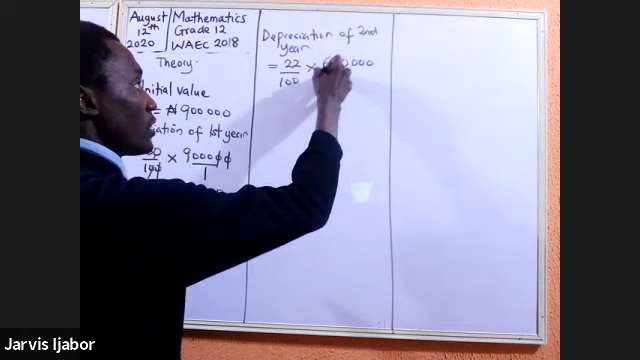 August
12th
2020
Mathematics
Grade 12
WAEC 2018
Theory
Initial value
= ₦900000
ation of 1st year
100 × 900000
1
Depreciation of 2nd
year.
= 22
100 ×
000
Jarvis Ijabor